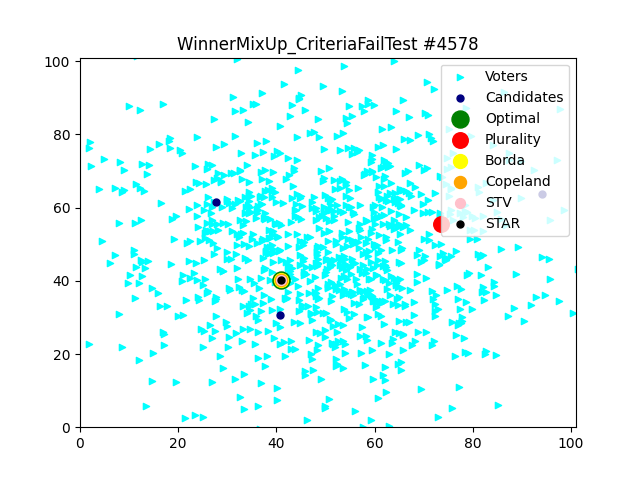 WinnerMixUp_CriteriaFailTest #4578
100
80
60
40
20
0
0 20 40 60 80 100
Voters
Candidates
Optimal
Plurality
Borda
Copeland
STV
STAR